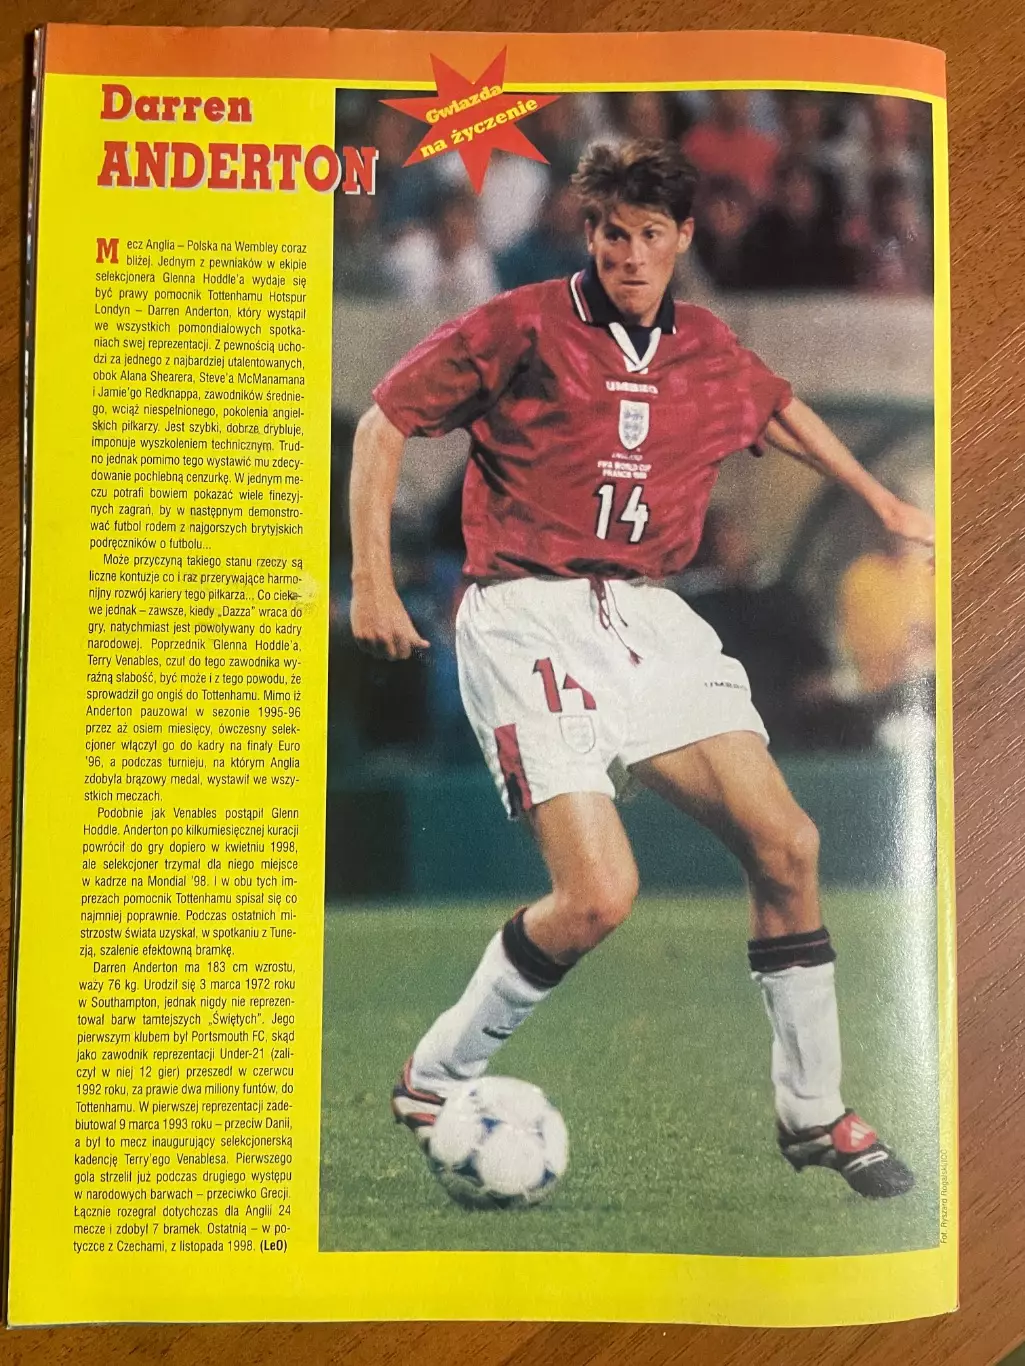 Darren
ANDERTON
Gwiazda
na życzenie
Mecz Anglia – Polska na Wembley coraz
bliżej. Jednym z pewniaków w ekipie
selekcjonera Glenna Hoddle'a wydaje się
być prawy pomocnik Tottenhamu Hotspur
Londyn – Darren Anderton, który wystąpił
we wszystkich pomondialowych spotka-
niach swej reprezentacji. Z pewnością ucho-
dzi za jednego z najbardziej utalentowanych,
obok Alana Shearera, Steve'a McManamana
i Jamie'go Redknappa, zawodników średnie-
go, wciąż niespełnionego, pokolenia angiel-
skich piłkarzy. Jest szybki, dobrze drybluje,
imponuje wyszkoleniem technicznym. Trud-
no jednak pomimo tego wystawić mu zdecy-
dowanie pochlebną cenzurkę. W jednym me-
czu potrafi bowiem pokazać wiele finezyj-
nych zagrań, by w następnym demonstro-
wać futbol rodem z najgorszych brytyjskich
podręczników o futbolu...
Może przyczyną takiego stanu rzeczy są
liczne kontuzje co i raz przerywające harmo-
nijny rozwój kariery tego piłkarza... Co cieka-
we jednak – zawsze, kiedy „Dazza" wraca do
gry, natychmiast jest powoływany do kadry
narodowej. Poprzednik Glenna Hoddle'a,
Terry Venables, czuł do tego zawodnika wy-
raźną słabość, być może i z tego powodu, że
sprowadził go ongiś do Tottenhamu. Mimo iż
Anderton pauzował w sezonie 1995-96
przez aż osiem miesięcy, ówczesny selek-
cjoner włączył go do kadry na finały Euro
'96, a podczas turnieju, na którym Anglia
zdobyła brązowy medal, wystawił we wszy-
stkich meczach.
Podobnie jak Venables postąpił Glenn
Hoddle. Anderton po kilkumiesięcznej kuracji
powrócił do gry dopiero w kwietniu 1998,
ale selekcjoner trzymał dla niego miejsce
w kadrze na Mondial '98. I w obu tych im-
prezach pomocnik Tottenhamu spisał się co
najmniej poprawnie. Podczas ostatnich mi-
strzostw świata uzyskał, w spotkaniu z Tune-
zją, szalenie efektowną bramkę.
Darren Anderton ma 183 cm wzrostu,
waży 76 kg. Urodził się 3 marca 1972 roku
w Southampton, jednak nigdy nie reprezen-
tował barw tamtejszych „Świętych". Jego
pierwszym klubem był Portsmouth FC, skąd
jako zawodnik reprezentacji Under-21 (zali-
czył w niej 12 gier) przeszedł w czerwcu
1992 roku, za prawie dwa miliony funtów, do
Tottenhamu. W pierwszej reprezentacji zade-
biutował 9 marca 1993 roku – przeciw Danii,
a był to mecz inaugurujący selekcjonerską
kadencję Terry'ego Venablesa. Pierwszego
gola strzelił już podczas drugiego występu
w narodowych barwach – przeciwko Grecji.
Łącznie rozegrał dotychczas dla Anglii 24
mecze i zdobył 7 bramek. Ostatnią – w po-
tyczce z Czechami, z listopada 1998. (LeO)
UMBRO
ENGLAND
FIFA WORLD CUP
FRANCE 1998
14
14
UMBRO
Fot. Ryszard Rogalski